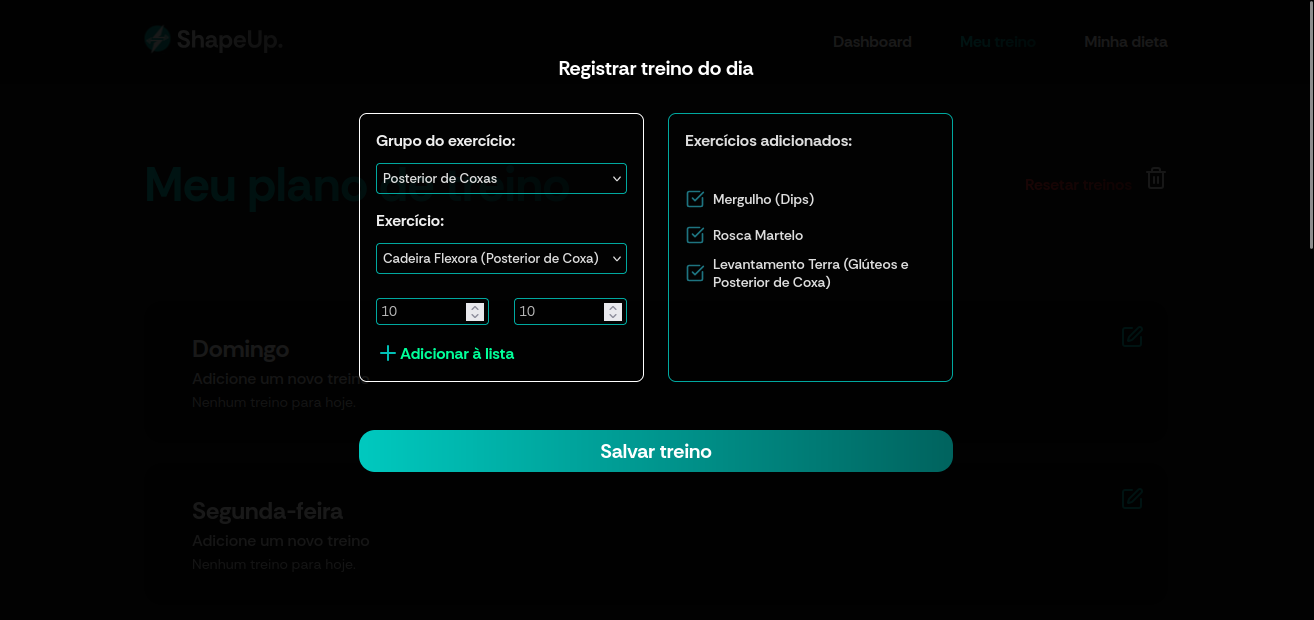 ShapeUp.
Dashboard
Meu treino
Minha dieta
Registrar treino do dia
Meu plano de treino
Resetar treinos
Grupo do exercício:
Posterior de Coxas
Exercício:
Cadeira Flexora (Posterior de Coxa)
10
10
Adicionar à lista
Exercícios adicionados:
Mergulho (Dips)
Rosca Martelo
Levantamento Terra (Glúteos e
Posterior de Coxa)
Salvar treino
Domingo
Adicione um novo treino
Nenhum treino para hoje.
Segunda-feira
Adicione um novo treino
Nenhum treino para hoje.